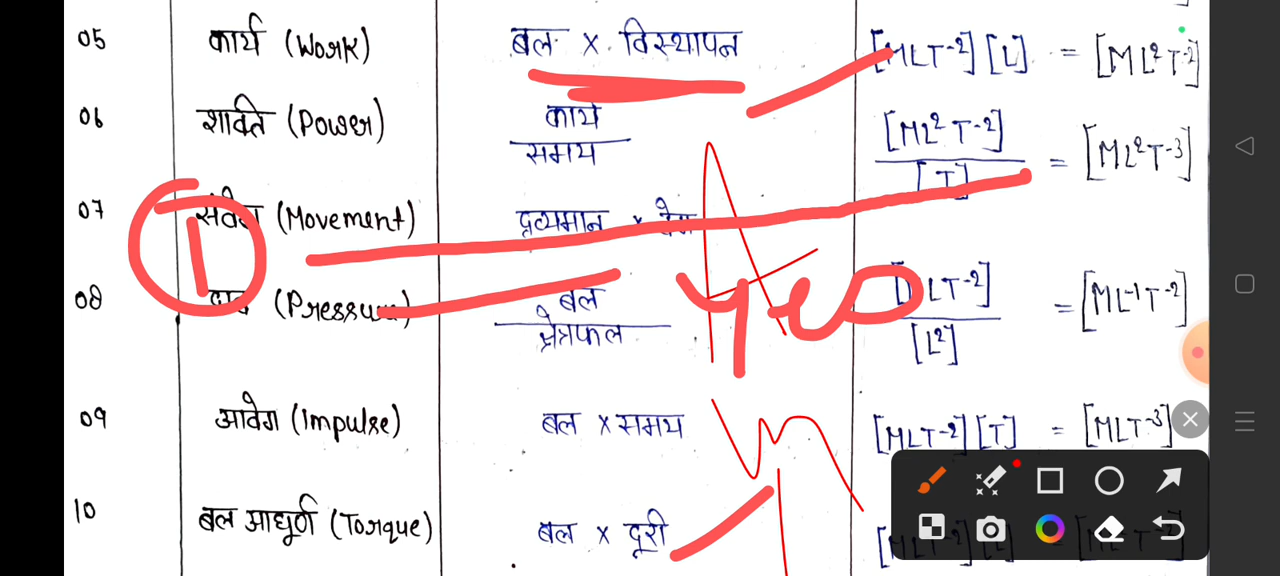 05 कार्य (Work) बल × विस्थापन [MLT-2] [L] = [ML2T-2]
06 शक्ति (Power) कार्य / समय [ML2T-2] / [T] = [ML2T-3]
07 संवेग (Movement) द्रव्यमान × वेग
08 दाब (Pressure) बल / क्षेत्रफल [MLT-2] / [L2] = [ML-1T-2]
09 आवेग (Impulse) बल × समय [MLT-2] [T] = [MLT-3]
10 बल आघूर्ण (Torque) बल × दूरी